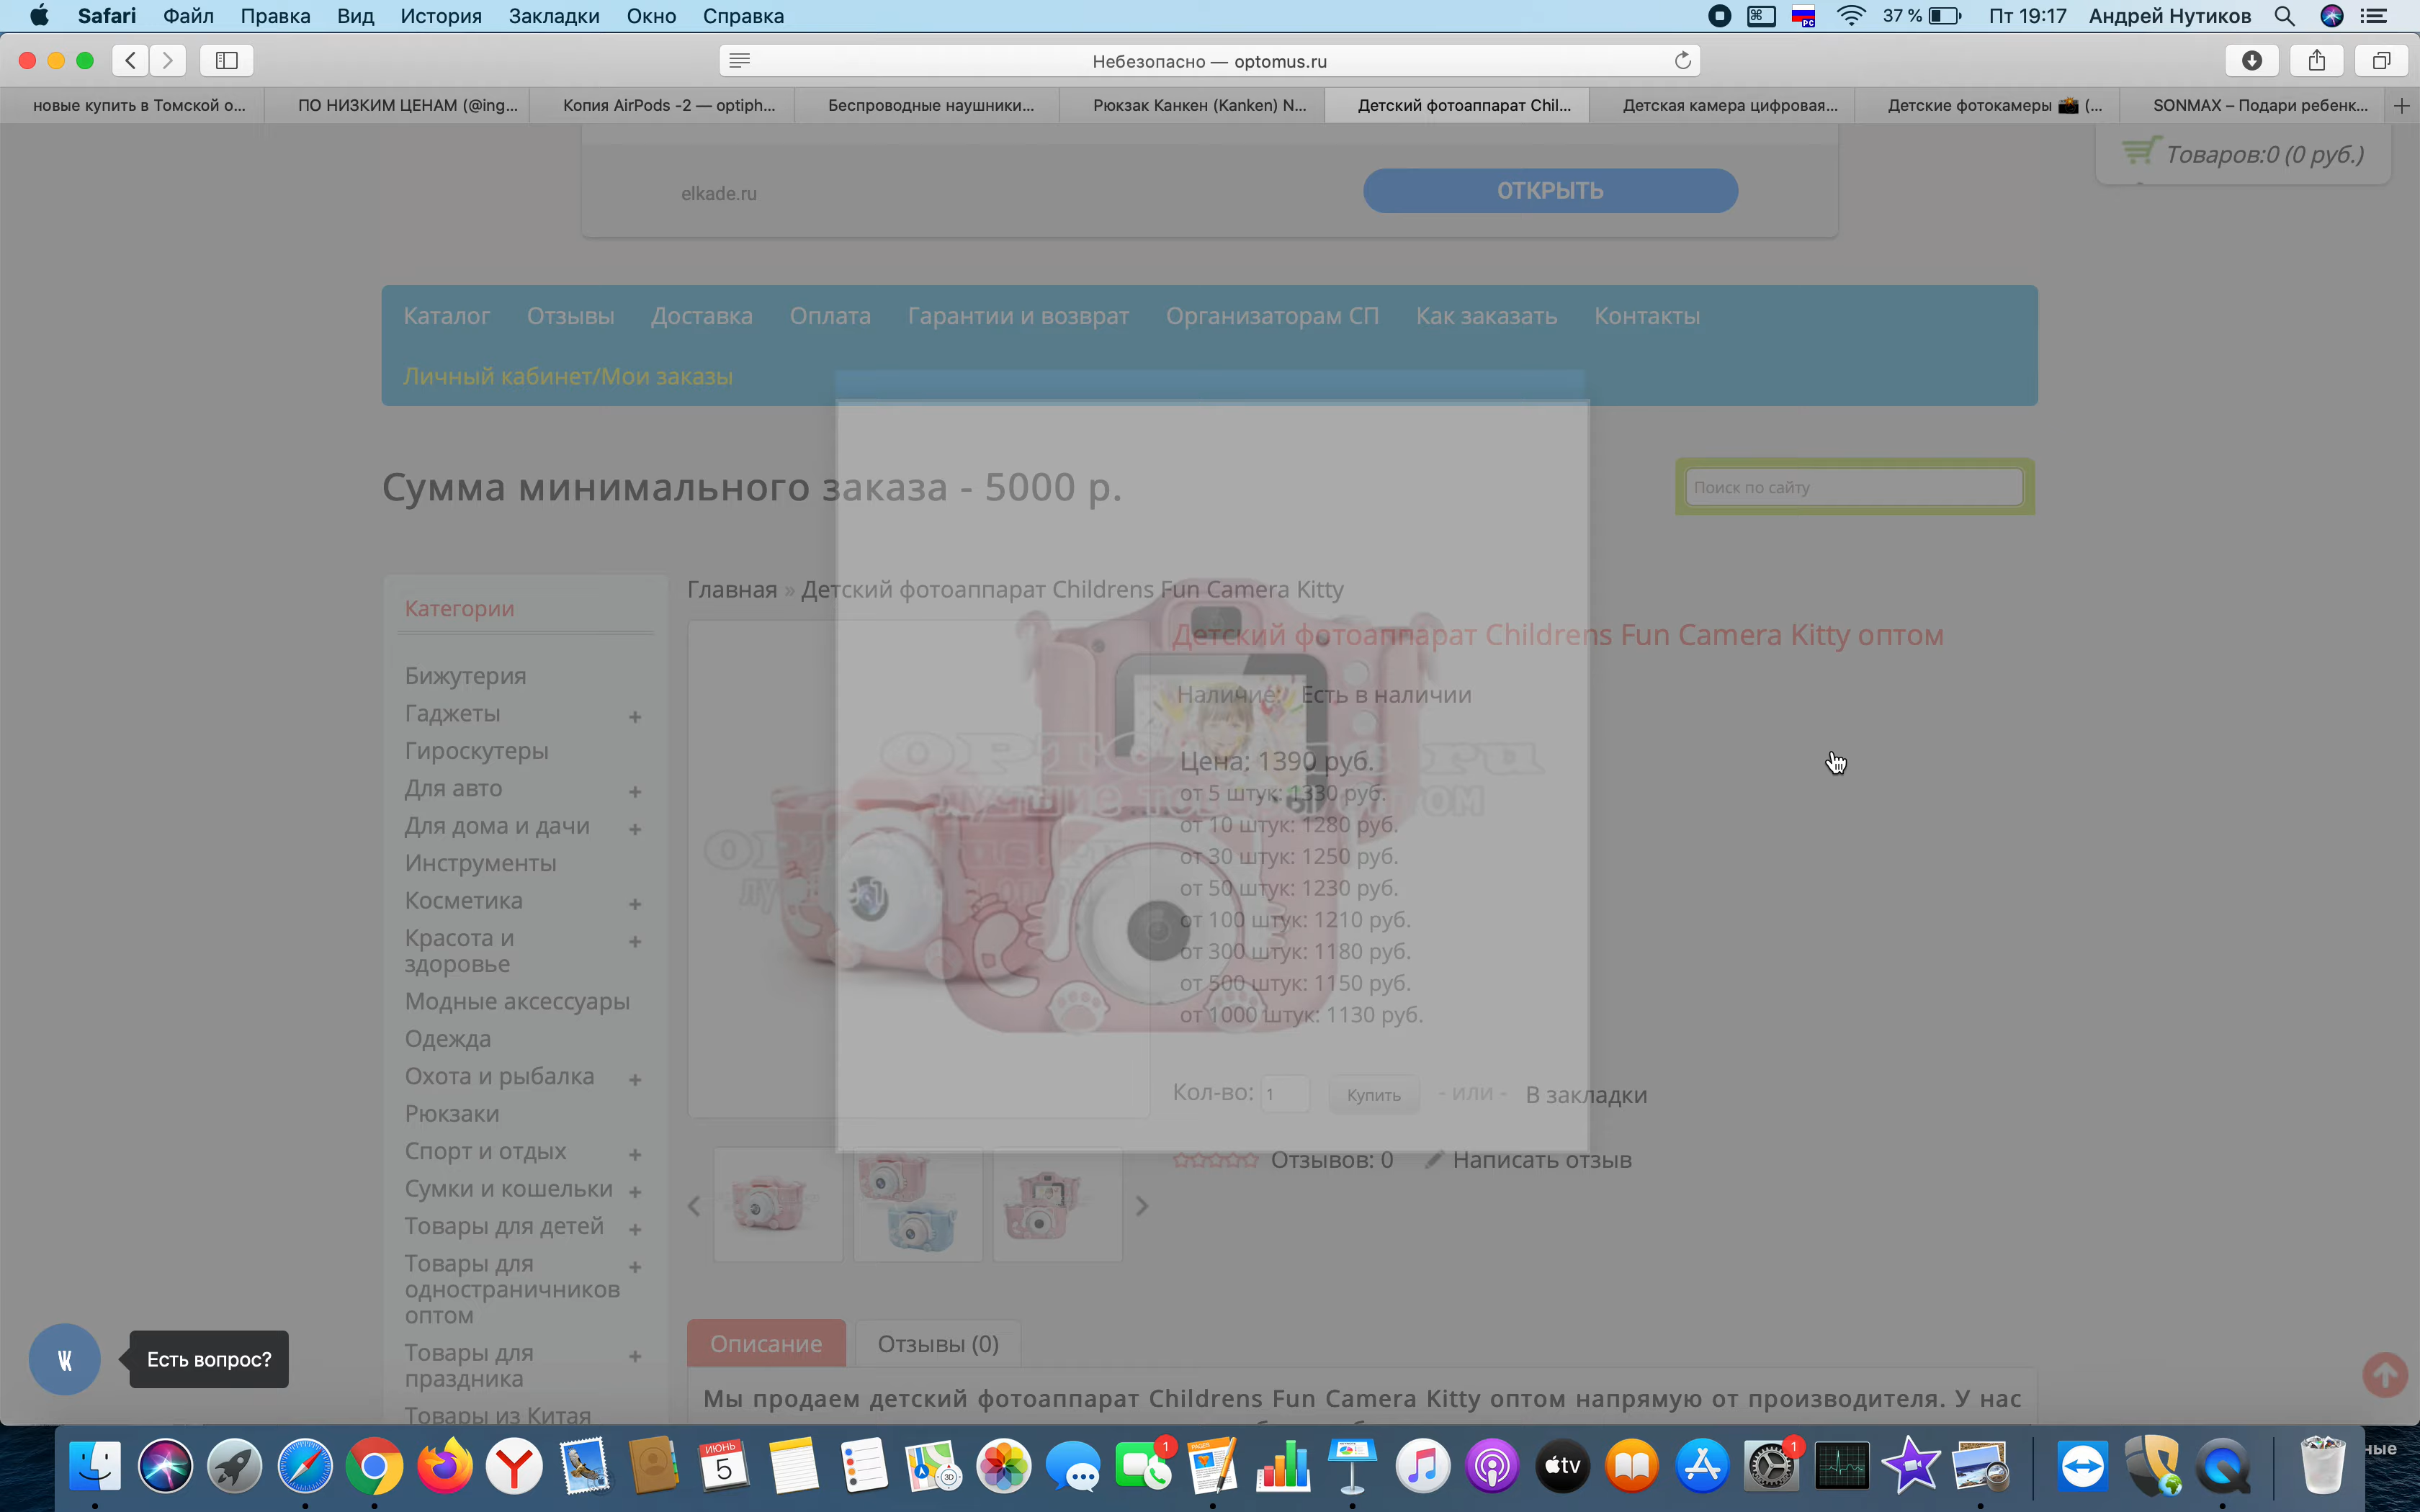 Safari Файл Правка Вид История Закладки Окно Справка 37 % Пт 19:17 Андрей Нутиков
Небезопасно — optomus.ru
новые купить в Томской о... ПО НИЗКИМ ЦЕНАМ (@ing... Копия AirPods -2 — optiph... Беспроводные наушники... Рюкзак Канкен (Kanken) N... Детский фотоаппарат Chil... Детская камера цифровая... Детские фотокамеры 📸 (... SONMAX – Подари ребенк...
Товаров:0 (0 руб.)
elkade.ru
ОТКРЫТЬ
Каталог Отзывы Доставка Оплата Гарантии и возврат Организаторам СП Как заказать Контакты
Личный кабинет/Мои заказы
Сумма минимального заказа - 5000 р.
Поиск по сайту
Категории
Бижутерия
Гаджеты +
Гироскутеры
Для авто +
Для дома и дачи +
Инструменты
Косметика +
Красота и +
здоровье
Модные аксессуары
Одежда
Охота и рыбалка +
Рюкзаки
Спорт и отдых +
Сумки и кошельки +
Товары для детей +
Товары для +
одностраничников
оптом
Товары для +
праздника
Товары из Китая
Главная » Детский фотоаппарат Childrens Fun Camera Kitty
Детский фотоаппарат Childrens Fun Camera Kitty оптом
Наличие: Есть в наличии
Цена: 1390 руб.
от 5 штук: 1330 руб.
от 10 штук: 1280 руб.
от 30 штук: 1250 руб.
от 50 штук: 1230 руб.
от 100 штук: 1210 руб.
от 300 штук: 1180 руб.
от 500 штук: 1150 руб.
от 1000 штук: 1130 руб.
Кол-во: 1 Купить - или - В закладки
Отзывов: 0 Написать отзыв
Описание Отзывы (0)
Мы продаем детский фотоаппарат Childrens Fun Camera Kitty оптом напрямую от производителя. У нас
Есть вопрос?
ИЮНЬ
5
3D
1
PAGES
tv
1
ные